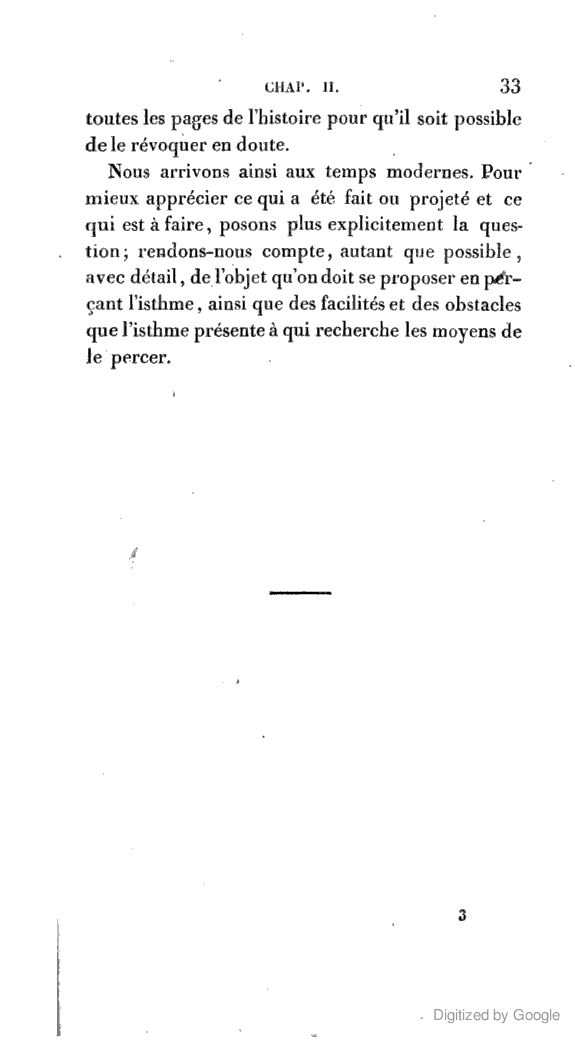 CHAP. II. 33
toutes les pages de l'histoire pour qu'il soit possible
de le révoquer en doute.
Nous arrivons ainsi aux temps modernes. Pour
mieux apprécier ce qui a été fait ou projeté et ce
qui est à faire, posons plus explicitement la ques-
tion; rendons-nous compte, autant que possible,
avec détail, de l'objet qu'on doit se proposer en per-
çant l'isthme, ainsi que des facilités et des obstacles
que l'isthme présente à qui recherche les moyens de
le percer.
3
Digitized by Google